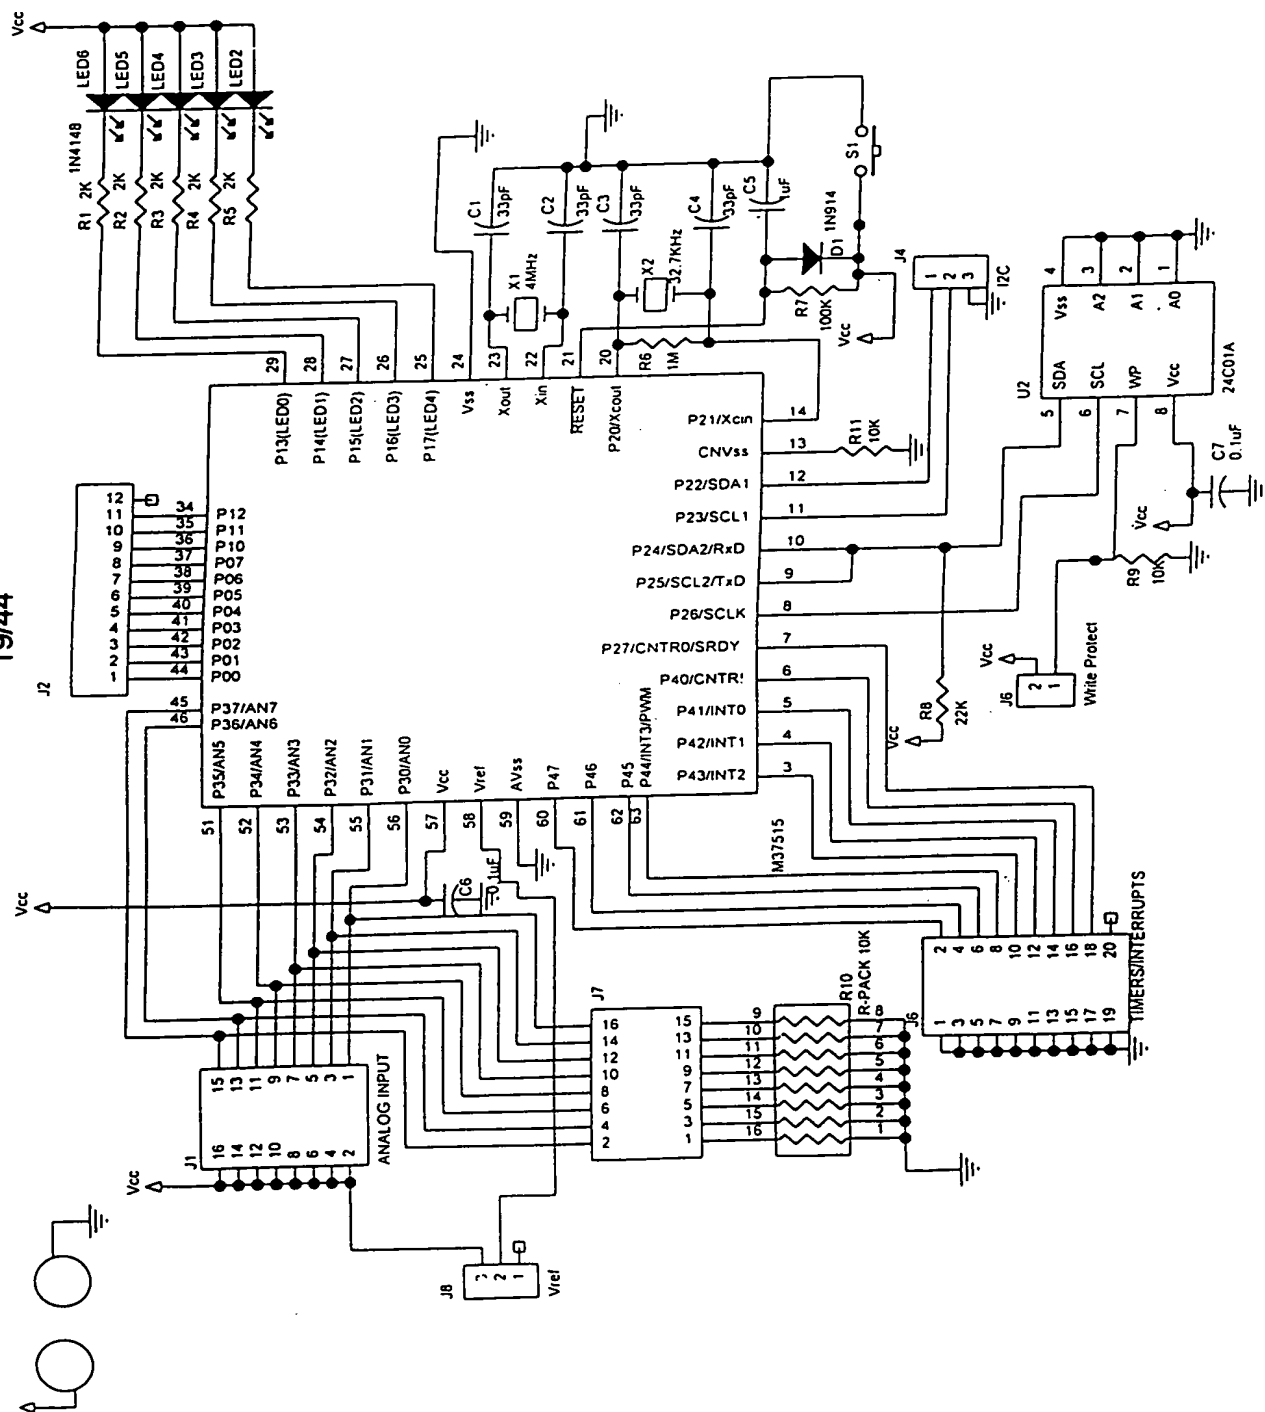 19/44
Vcc
LED6
LED5
LED4
LED3
LED2
1N4148
R1 2K
R2 2K
R3 2K
R4 2K
R5
C1 33pF
C2 33pF
C3 33pF
C4 33pF
C5 1uF
X1 4MHz
X2 32.7KHz
S1
D1 1N914
R7 100K
Vcc
R6 1M
J4
1
2
3
I2C
U2
24C01A
Vss 4
A2 3
A1 2
A0 1
SDA 5
SCL 6
WP 7
Vcc 8
C7 0.1uF
Vcc
R9 10K
J6
Vcc
2
1
Write Protect
R8 22K
Vcc
R11 10K
29 P13(LED0)
28 P14(LED1)
27 P15(LED2)
26 P16(LED3)
25 P17(LED4)
24 Vss
23 Xout
22 Xin
21 RESET
20 P20/Xcout
14 P21/Xcin
13 CNVss
12 P22/SDA1
11 P23/SCL1
10 P24/SDA2/RxD
9 P25/SCL2/TxD
8 P26/SCLK
7 P27/CNTR0/SRDY
6 P40/CNTR!
5 P41/INT0
4 P42/INT1
3 P43/INT2
J2
12
11 34 P12
10 35 P11
9 36 P10
8 37 P07
7 38 P06
6 39 P05
5 40 P04
4 41 P03
3 42 P02
2 43 P01
1 44 P00
45 P37/AN7
46 P36/AN6
51 P35/AN5
52 P34/AN4
53 P33/AN3
54 P32/AN2
55 P31/AN1
56 P30/AN0
57 Vcc
58 Vref
59 AVss
60 P47
61 P46
62 P45
63 P44/INT3/PWM
M37515
Vcc
C6 0.1uF
J1
Vcc
16 15
14 13
12 11
10 9
8 7
6 5
4 3
2 1
ANALOG INPUT
J8
2
1
Vref
J7
16 15
14 13
12 11
10 9
8 7
6 5
4 3
2 1
R10
R-PACK 10K
9 8
10 7
11 6
12 5
13 4
14 3
15 2
16 1
J6
1 2
3 4
5 6
7 8
9 10
11 12
13 14
15 16
17 18
19 20
TIMERS/INTERRUPTS